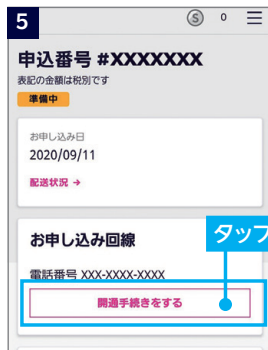 5
S 0
申込番号 #XXXXXXX
表記の金額は税別です
準備中
お申し込み日
2020/09/11
配送状況 →
お申し込み回線
タップ
電話番号 XXX-XXXX-XXXX
開通手続きをする